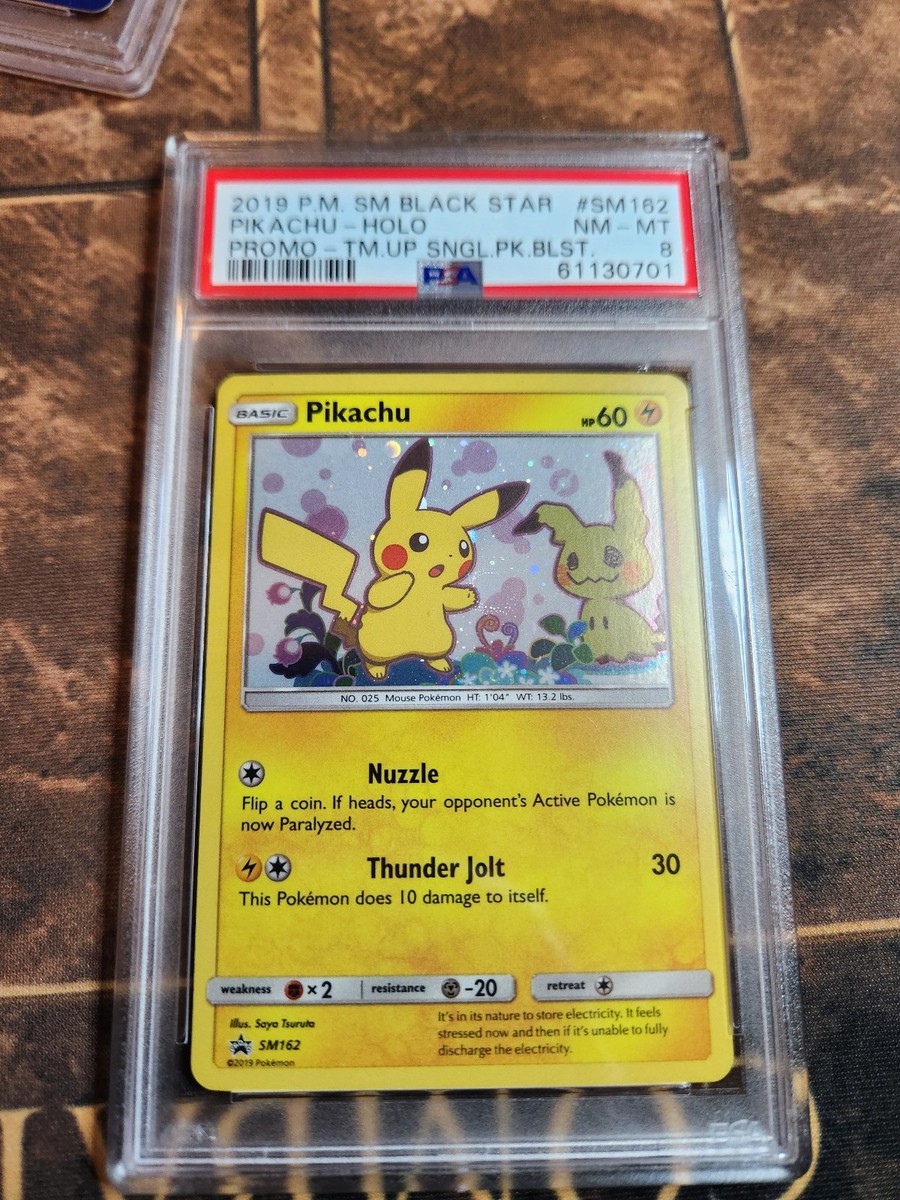 2019 P.M. SM BLACK STAR #SM162
PIKACHU - HOLO NM - MT
PROMO - TM.UP SNGL.PK.BLST. 8
PSA 61130701
BASIC Pikachu HP60
NO. 025 Mouse Pokémon HT: 1'04" WT: 13.2 lbs.
Nuzzle
Flip a coin. If heads, your opponent's Active Pokémon is
now Paralyzed.
Thunder Jolt 30
This Pokémon does 10 damage to itself.
weakness ×2 resistance -20 retreat
Illus. Saya Tsuruta
SM162
©2019 Pokémon
It's in its nature to store electricity. It feels
stressed now and then if it's unable to fully
discharge the electricity.